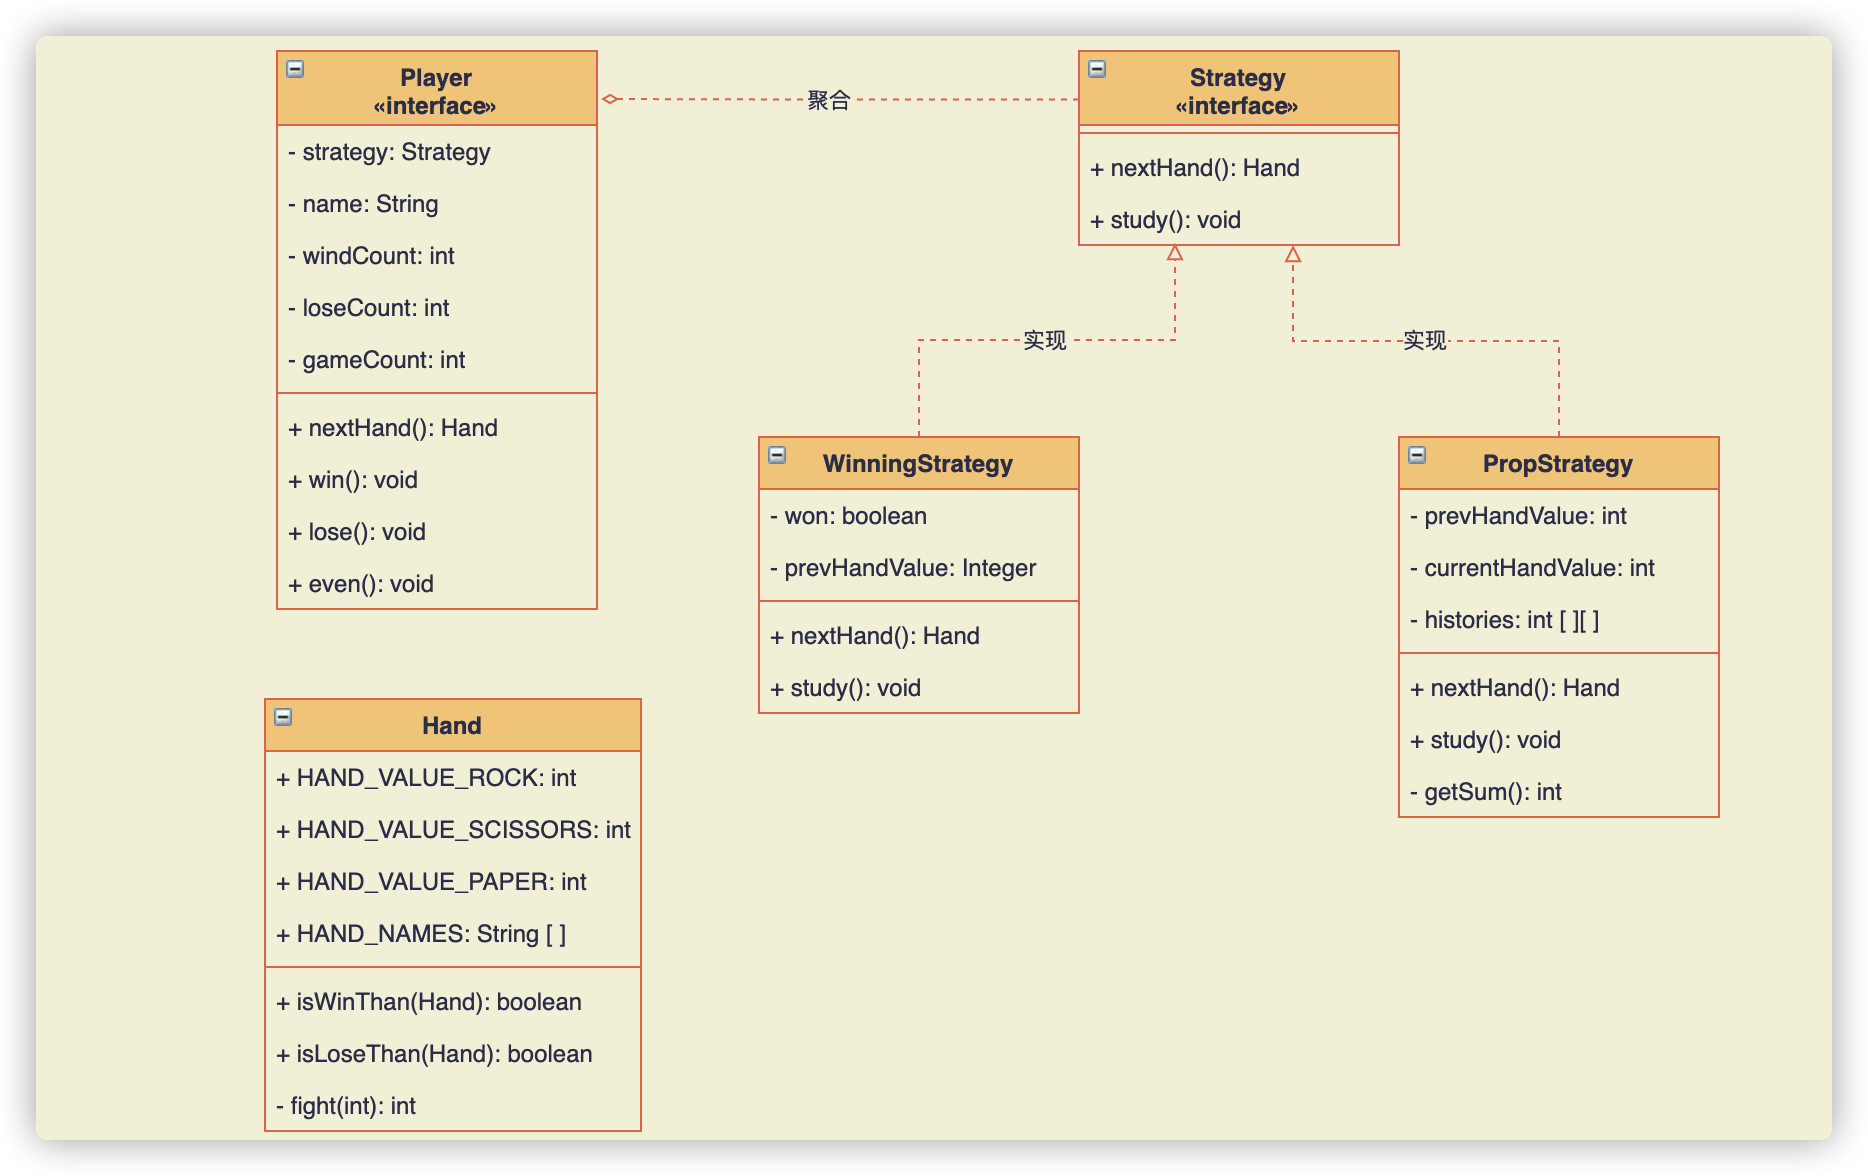 Player
«interface»
- strategy: Strategy
- name: String
- windCount: int
- loseCount: int
- gameCount: int
+ nextHand(): Hand
+ win(): void
+ lose(): void
+ even(): void
聚合
Strategy
«interface»
+ nextHand(): Hand
+ study(): void
实现
实现
WinningStrategy
- won: boolean
- prevHandValue: Integer
+ nextHand(): Hand
+ study(): void
PropStrategy
- prevHandValue: int
- currentHandValue: int
- histories: int [ ][ ]
+ nextHand(): Hand
+ study(): void
- getSum(): int
Hand
+ HAND_VALUE_ROCK: int
+ HAND_VALUE_SCISSORS: int
+ HAND_VALUE_PAPER: int
+ HAND_NAMES: String [ ]
+ isWinThan(Hand): boolean
+ isLoseThan(Hand): boolean
- fight(int): int